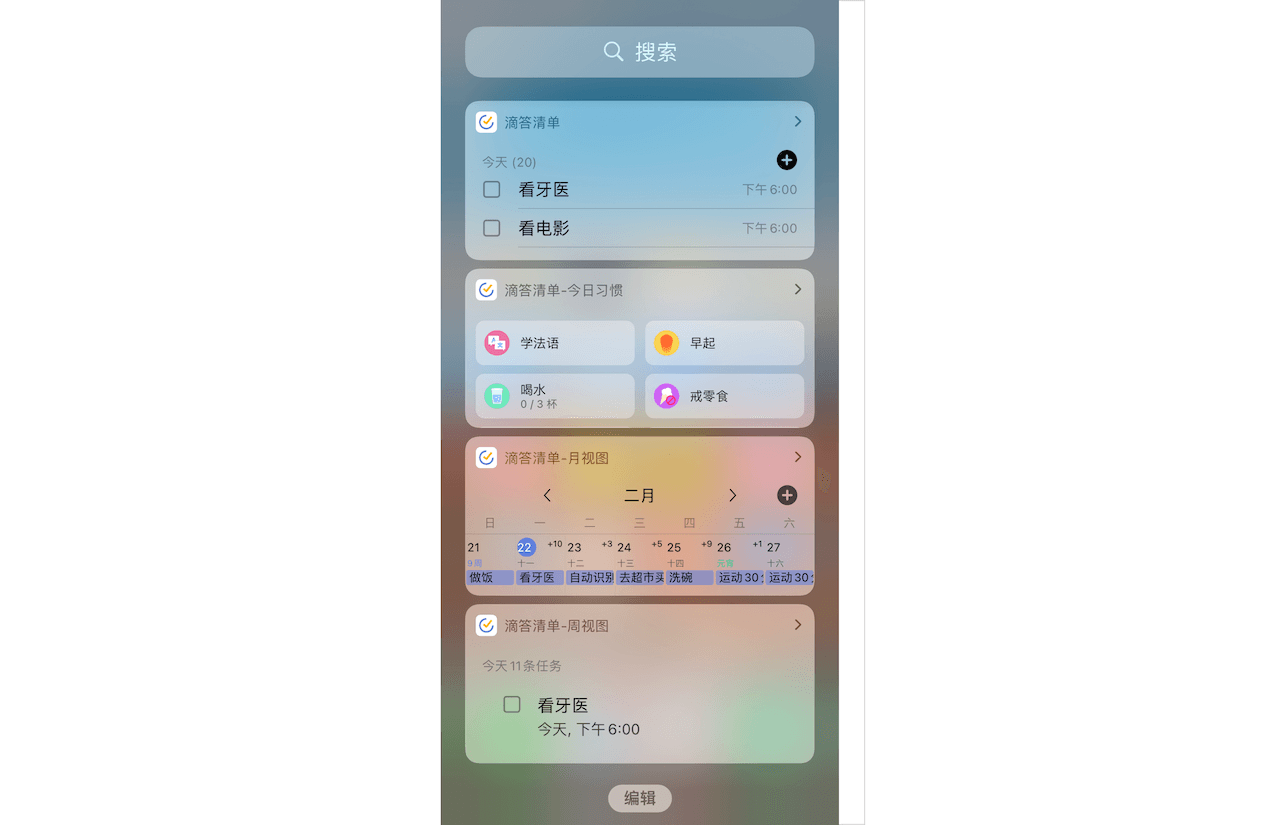 搜索
滴答清单
今天 (20)
看牙医 下午 6:00
看电影 下午 6:00
滴答清单-今日习惯
学法语 早起
喝水
0 / 3 杯
戒零食
滴答清单-月视图
二月
日 一 二 三 四 五 六
21 22 +10 23 +3 24 +5 25 +9 26 +1 27
9周 十一 十二 十三 十四 元宵 十六
做饭 看牙医 自动识别 去超市买 洗碗 运动 30 运动 30
滴答清单-周视图
今天 11 条任务
看牙医
今天, 下午 6:00
编辑